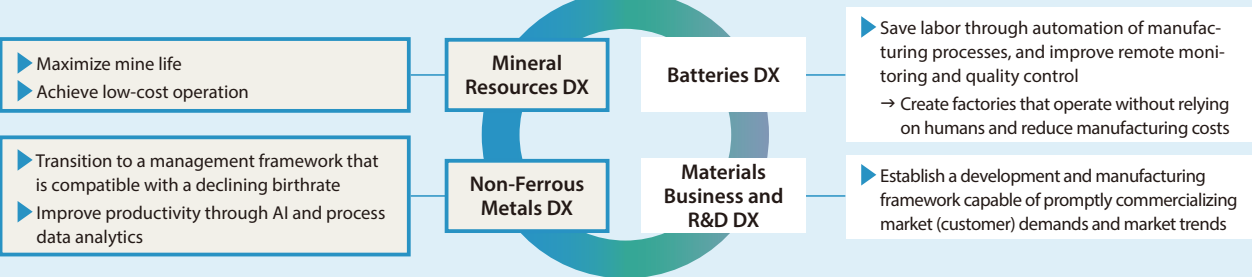 Maximize mine life
Achieve low-cost operation
Mineral
Resources DX
Transition to a management framework that
is compatible with a declining birthrate
Improve productivity through AI and process
data analytics
Non-Ferrous
Metals DX
Batteries DX
Save labor through automation of manufac-
turing processes, and improve remote moni-
toring and quality control
→ Create factories that operate without relying
on humans and reduce manufacturing costs
Materials
Business and
R&D DX
Establish a development and manufacturing
framework capable of promptly commercializing
market (customer) demands and market trends